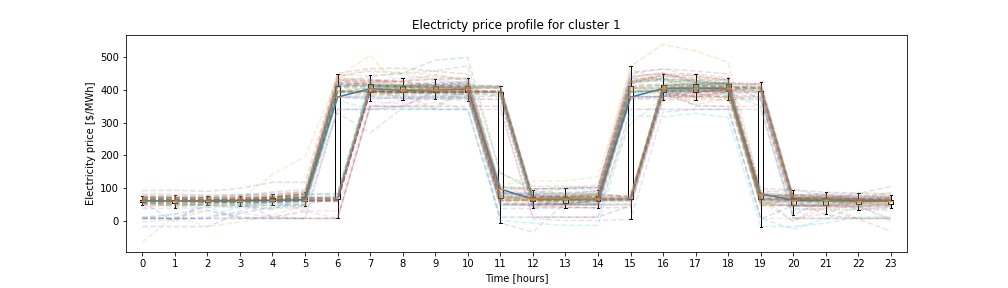 Electricty price profile for cluster 1
Electricity price [$/MWh]
500
400
300
200
100
0
0 1 2 3 4 5 6 7 8 9 10 11 12 13 14 15 16 17 18 19 20 21 22 23
Time [hours]